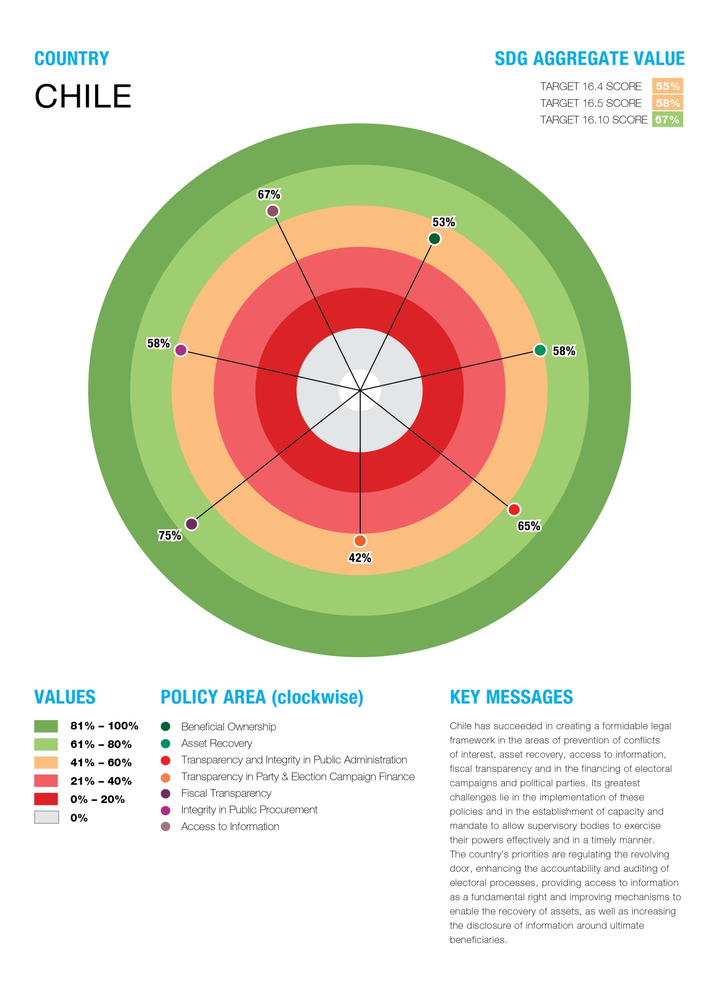 COUNTRY
CHILE
SDG AGGREGATE VALUE
TARGET 16.4 SCORE 55%
TARGET 16.5 SCORE 58%
TARGET 16.10 SCORE 67%
67%
53%
58%
58%
65%
75%
42%
VALUES
81% – 100%
61% – 80%
41% – 60%
21% – 40%
0% – 20%
0%
POLICY AREA (clockwise)
Beneficial Ownership
Asset Recovery
Transparency and Integrity in Public Administration
Transparency in Party & Election Campaign Finance
Fiscal Transparency
Integrity in Public Procurement
Access to Information
KEY MESSAGES
Chile has succeeded in creating a formidable legal
framework in the areas of prevention of conflicts
of interest, asset recovery, access to information,
fiscal transparency and in the financing of electoral
campaigns and political parties. Its greatest
challenges lie in the implementation of these
policies and in the establishment of capacity and
mandate to allow supervisory bodies to exercise
their powers effectively and in a timely manner.
The country's priorities are regulating the revolving
door, enhancing the accountability and auditing of
electoral processes, providing access to information
as a fundamental right and improving mechanisms to
enable the recovery of assets, as well as increasing
the disclosure of information around ultimate
beneficiaries.